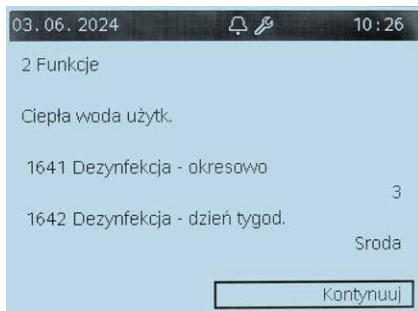 03.06.2024 10:26
2 Funkcje
Ciepła woda użytk.
1641 Dezynfekcja - okresowo
3
1642 Dezynfekcja - dzień tygod.
Sroda
Kontynuuj